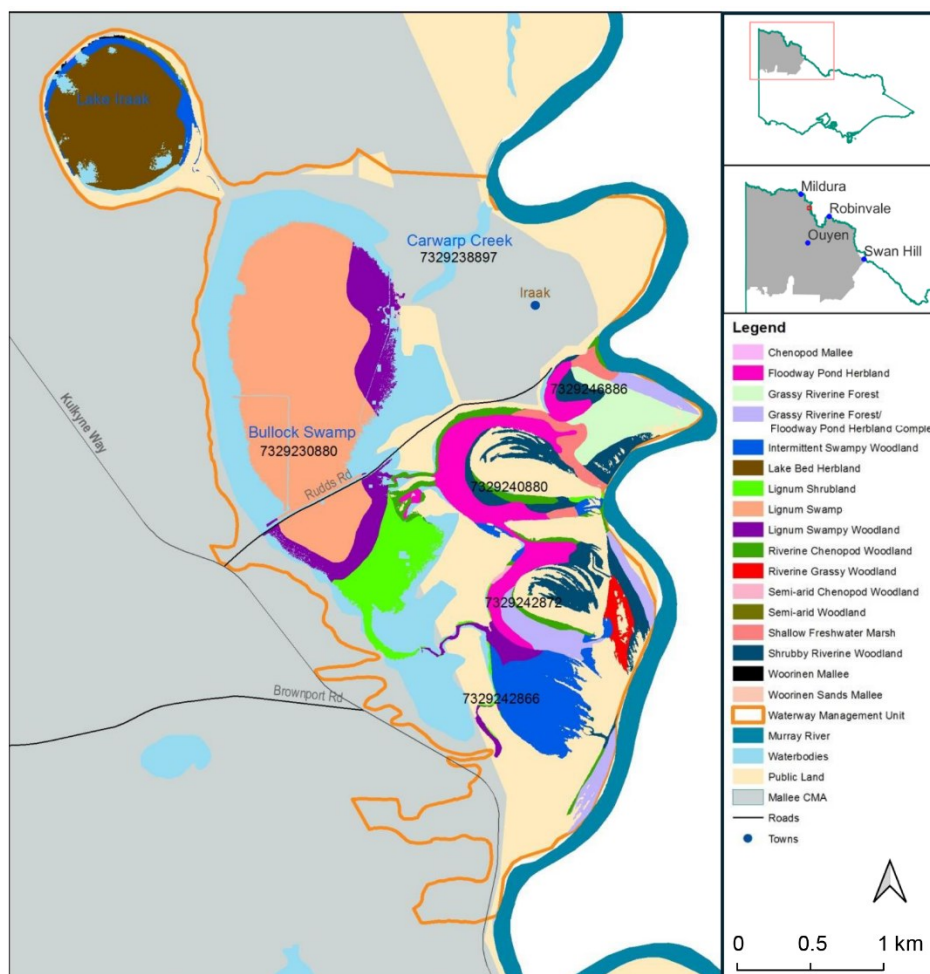 Lake Iraak
Carwarp Creek
7329238897
Iraak
Kulkyne Way
7329246886
Bullock Swamp
7329230880
Rudds Rd
7329240880
7329242872
7329242866
Brownport Rd
Mildura
Robinvale
Ouyen
Swan Hill
Legend
Chenopod Mallee
Floodway Pond Herbland
Grassy Riverine Forest
Grassy Riverine Forest/
Floodway Pond Herbland Comple
Intermittent Swampy Woodland
Lake Bed Herbland
Lignum Shrubland
Lignum Swamp
Lignum Swampy Woodland
Riverine Chenopod Woodland
Riverine Grassy Woodland
Semi-arid Chenopod Woodland
Semi-arid Woodland
Shallow Freshwater Marsh
Shrubby Riverine Woodland
Woorinen Mallee
Woorinen Sands Mallee
Waterway Management Unit
Murray River
Waterbodies
Public Land
Mallee CMA
Roads
Towns
0 0.5 1 km